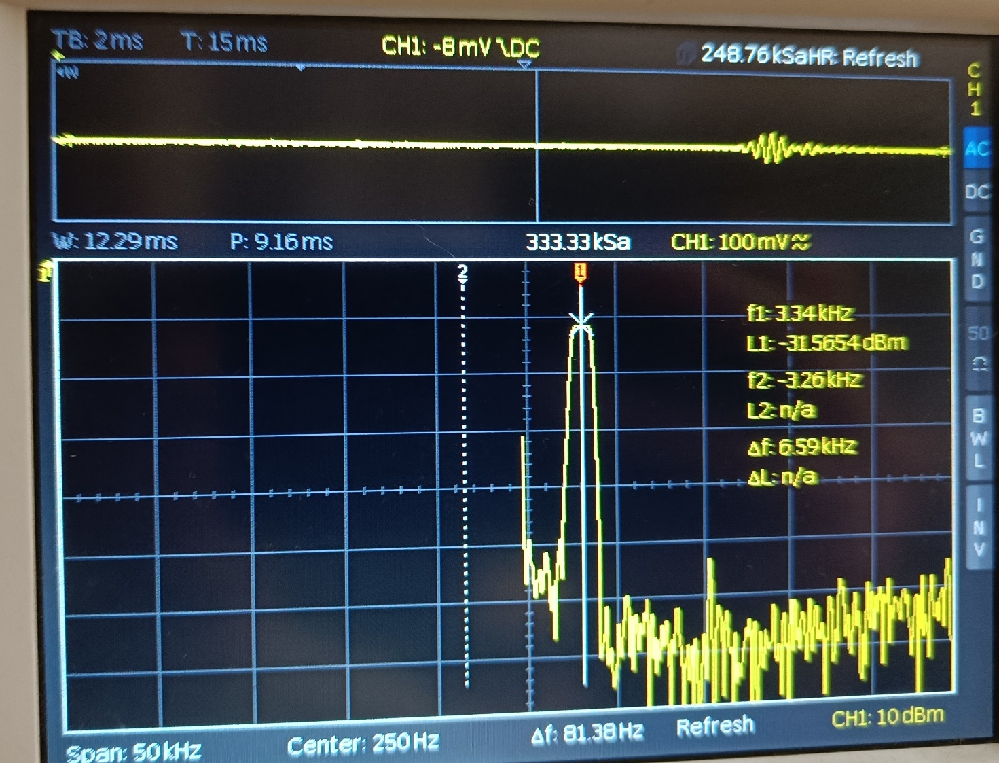 TB: 2ms T: 15ms CH1: -8mV DC 248.76kSaHR: Refresh
W: 12.29ms P: 9.16ms 333.33kSa CH1: 100mV
2 1
f1: 3.34kHz
L1: -31.5654dBm
f2: -3.26kHz
L2: n/a
Δf: 6.59kHz
ΔL: n/a
Span: 50kHz Center: 250Hz Δf: 81.38Hz Refresh CH1: 10dBm
CH1
AC
DC
GND
50
Ω
BWL
INV